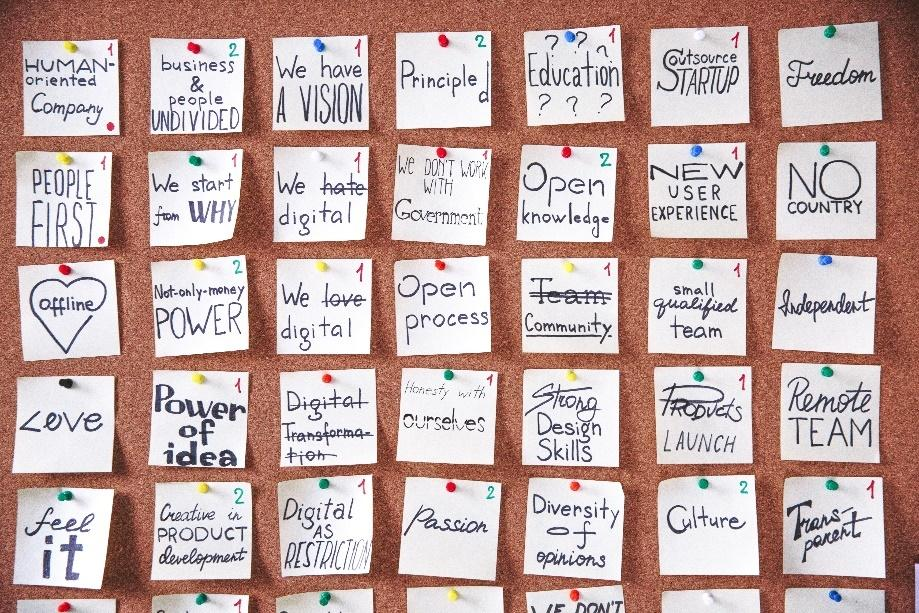 1
HUMAN-
oriented
Company
2
business
&
people
UNDIVIDED
1
We have
A VISION
2
Principled
? ? 1
Education
? ? ?
1
Outsource
STARTUP
Freedom
1
PEOPLE
FIRST
1
We start
from WHY
1
We hate
digital
1
WE DON'T WORK
WITH
Government
2
Open
knowledge
1
NEW
USER
EXPERIENCE
NO
COUNTRY
offline
2
Not-only-money
POWER
1
We love
digital
Open
process
1
Team
Community
1
small
qualified
team
Independent
Love
1
Power
of
idea
Digital
Transforma-
tion
1
Honesty with
ourselves
Strong
Design
Skills
1
PRODUCTS
LAUNCH
Remote
TEAM
feel
it
2
Creative in
PRODUCT
development
1
Digital
AS
RESTRICTION
2
Passion
Diversity
of
opinions
2
Culture
1
Trans-
parent
1
WE DON'T